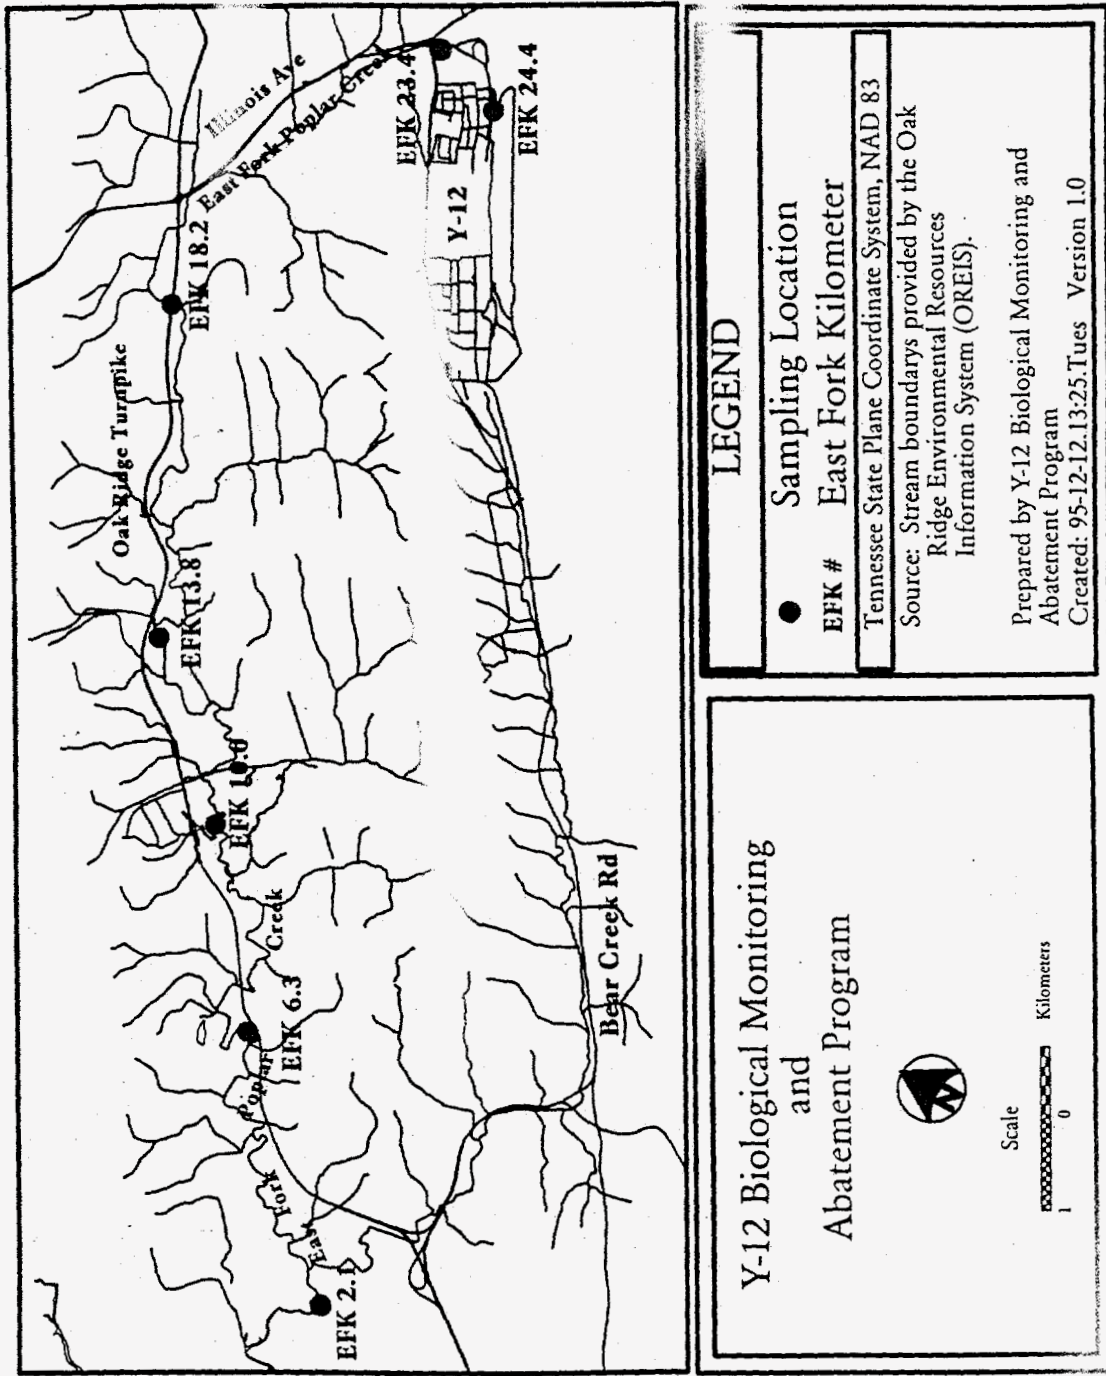 Illinois Ave
East Fork Poplar Creek
EFK 23.4
EFK 24.4
EFK 18.2
Y-12
Oak Ridge Turnpike
EFK 13.8
EFK
Creek
EFK 6.3
Poplar
Fork
East
EFK 2.1
Bear Creek Rd
Y-12 Biological Monitoring
and
Abatement Program
N
Scale
1 0 Kilometers
LEGEND
Sampling Location
EFK # East Fork Kilometer
Tennessee State Plane Coordinate System, NAD 83
Source: Stream boundarys provided by the Oak
Ridge Environmental Resources
Information System (OREIS).
Prepared by Y-12 Biological Monitoring and
Abatement Program
Created: 95-12-12.13:25.Tues Version 1.0